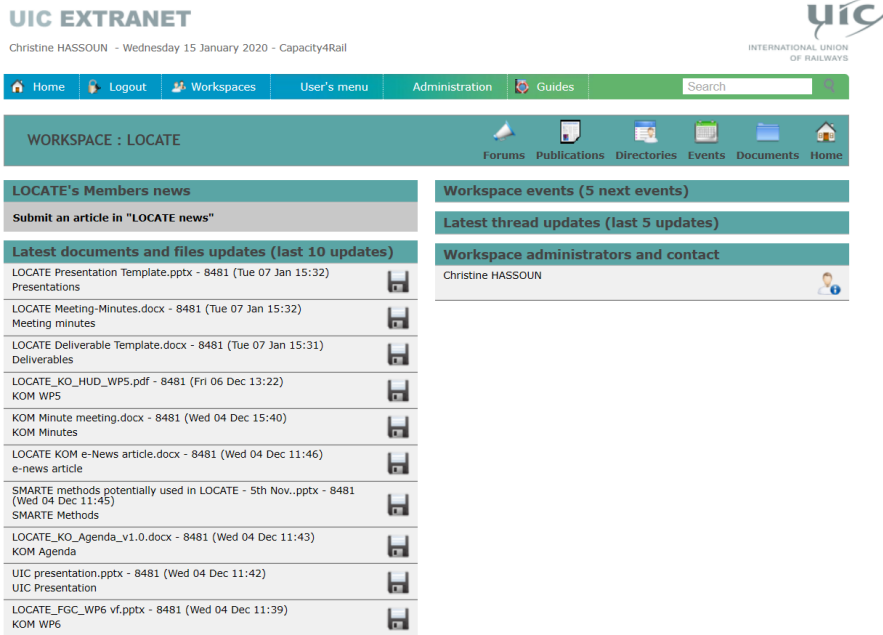 UIC EXTRANET
uic
Christine HASSOUN - Wednesday 15 January 2020 - Capacity4Rail
INTERNATIONAL UNION
OF RAILWAYS
Home Logout Workspaces User's menu Administration Guides Search
WORKSPACE : LOCATE
Forums Publications Directories Events Documents Home
LOCATE's Members news
Submit an article in "LOCATE news"
Latest documents and files updates (last 10 updates)
LOCATE Presentation Template.pptx - 8481 (Tue 07 Jan 15:32)
Presentations
LOCATE Meeting-Minutes.docx - 8481 (Tue 07 Jan 15:32)
Meeting minutes
LOCATE Deliverable Template.docx - 8481 (Tue 07 Jan 15:31)
Deliverables
LOCATE_KO_HUD_WP5.pdf - 8481 (Fri 06 Dec 13:22)
KOM WP5
KOM Minute meeting.docx - 8481 (Wed 04 Dec 15:40)
KOM Minutes
LOCATE KOM e-News article.docx - 8481 (Wed 04 Dec 11:46)
e-news article
SMARTE methods potentially used in LOCATE - 5th Nov..pptx - 8481
(Wed 04 Dec 11:45)
SMARTE Methods
LOCATE_KO_Agenda_v1.0.docx - 8481 (Wed 04 Dec 11:43)
KOM Agenda
UIC presentation.pptx - 8481 (Wed 04 Dec 11:42)
UIC Presentation
LOCATE_FGC_WP6 vf.pptx - 8481 (Wed 04 Dec 11:39)
KOM WP6
Workspace events (5 next events)
Latest thread updates (last 5 updates)
Workspace administrators and contact
Christine HASSOUN